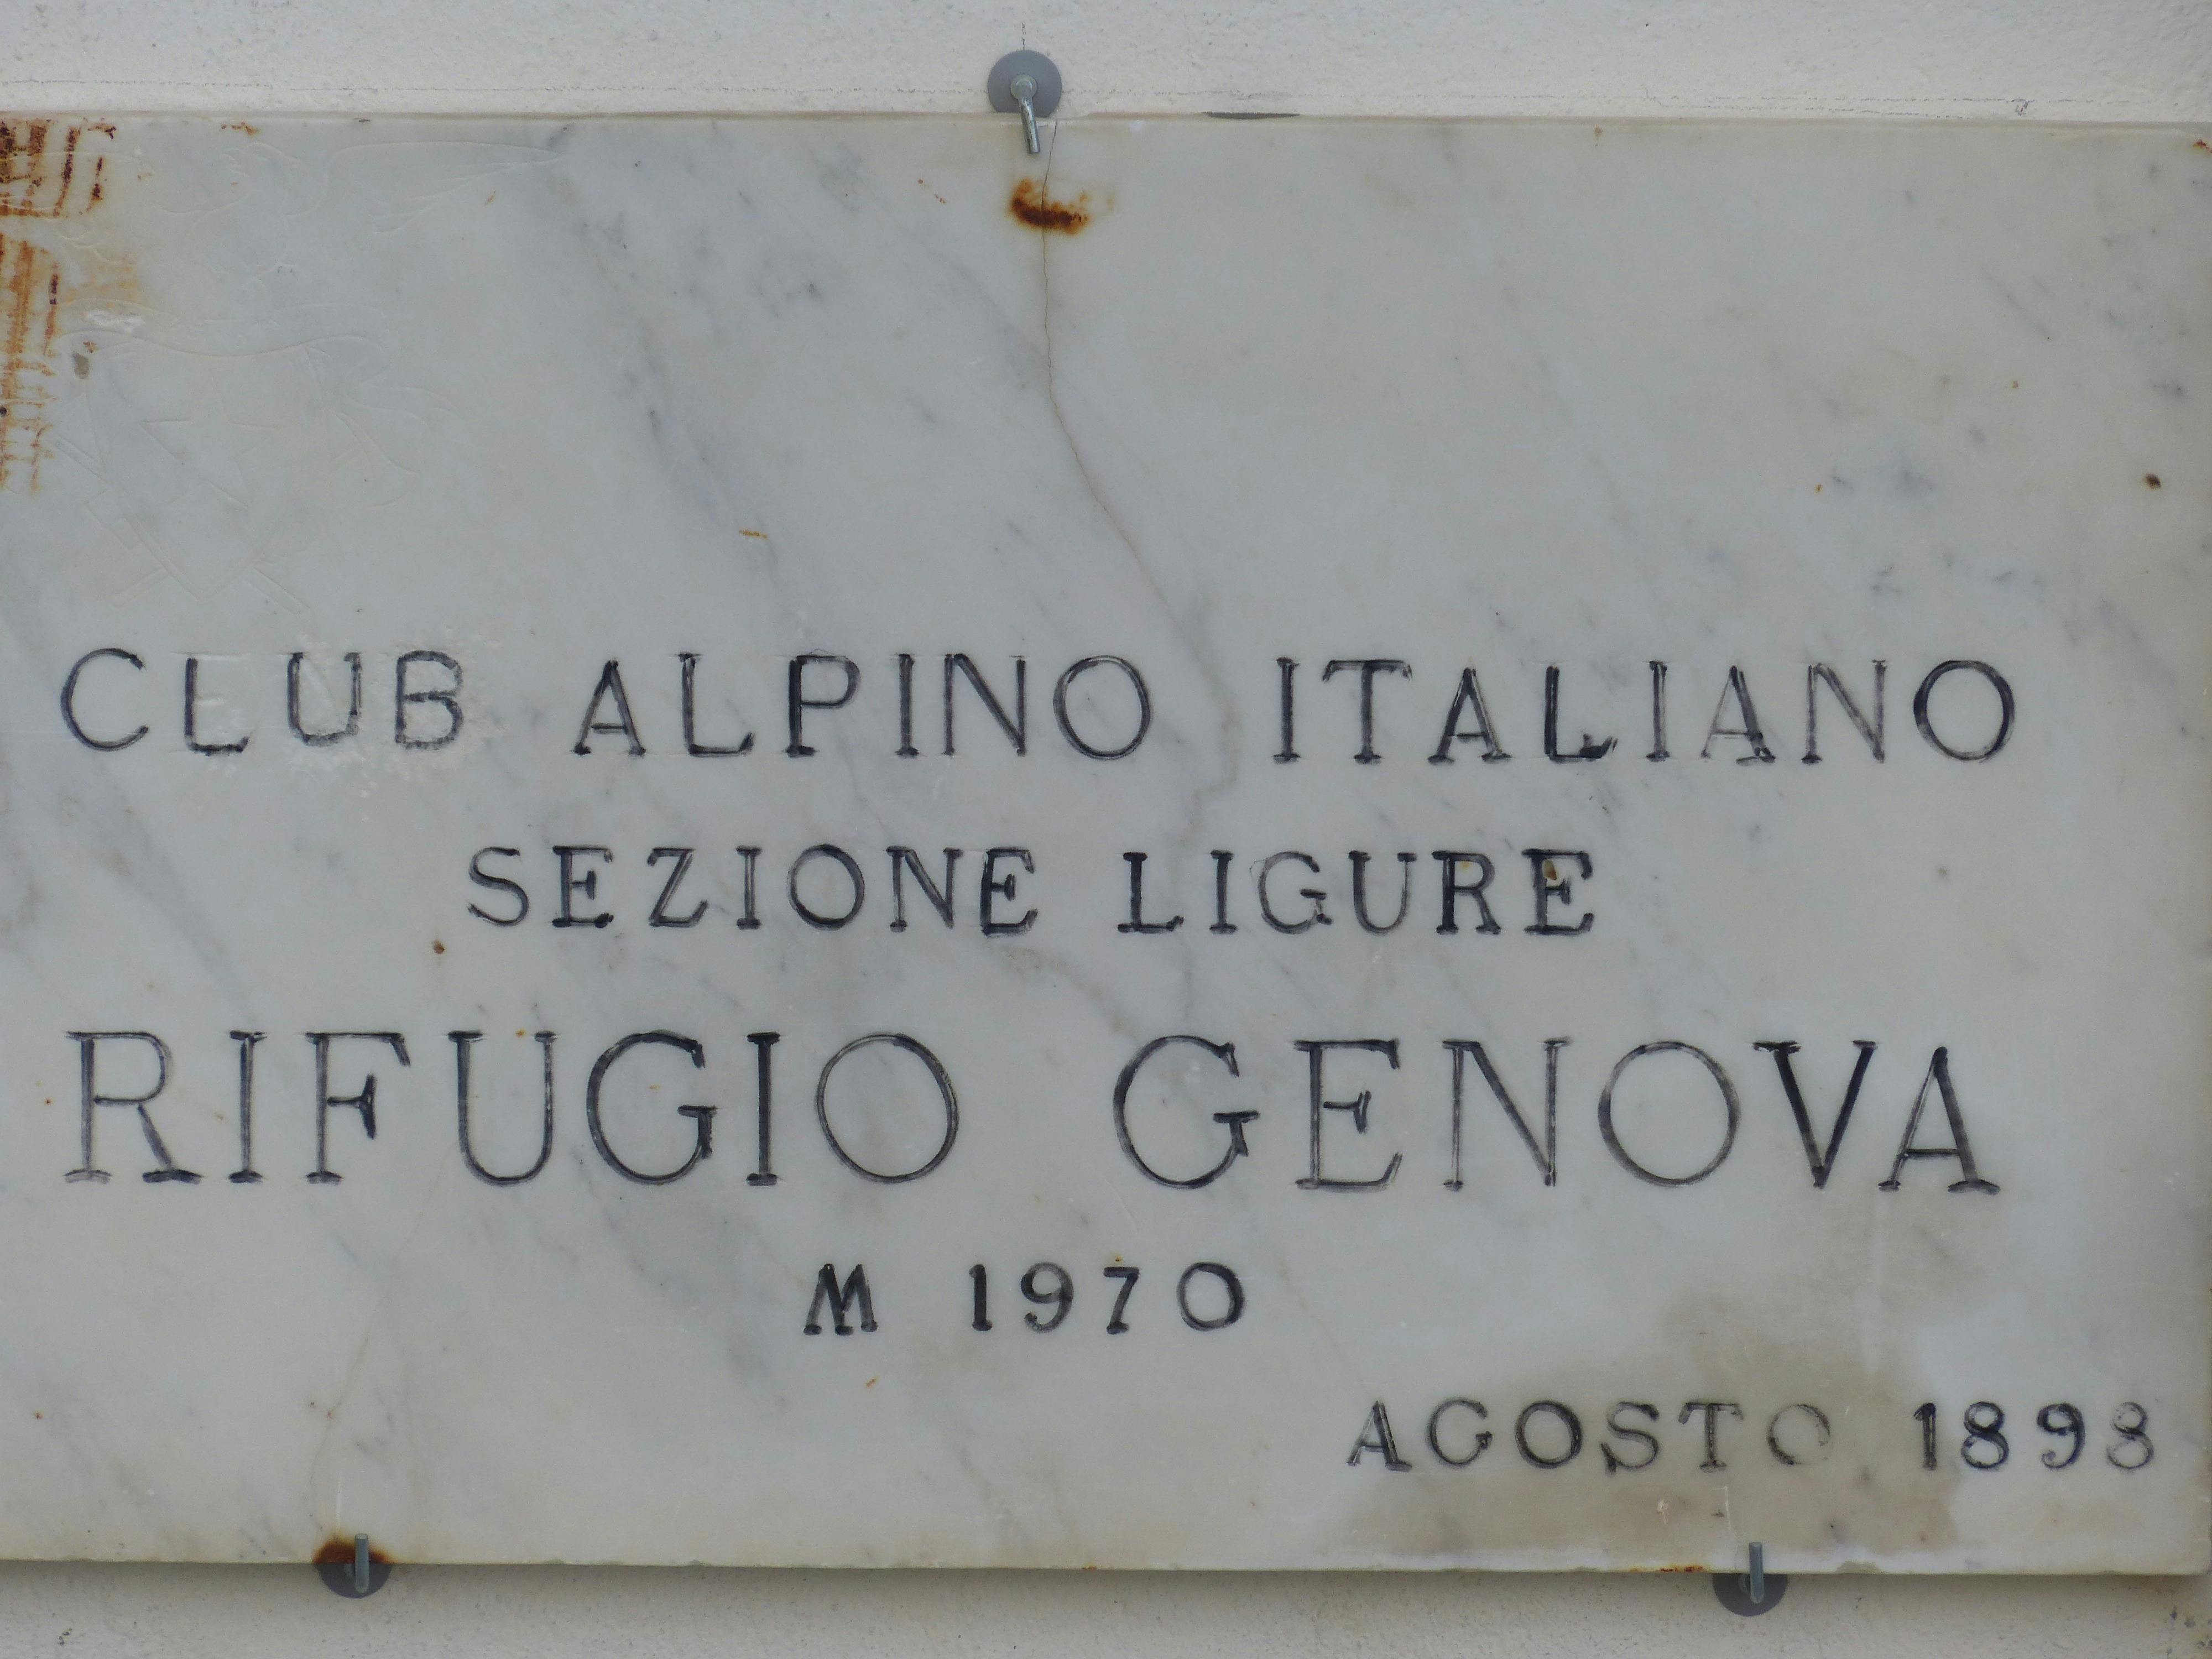 CLUB ALPINO ITALIANO
SEZIONE LIGURE
RIFUGIO GENOVA
M 1970
AGOSTO 1898